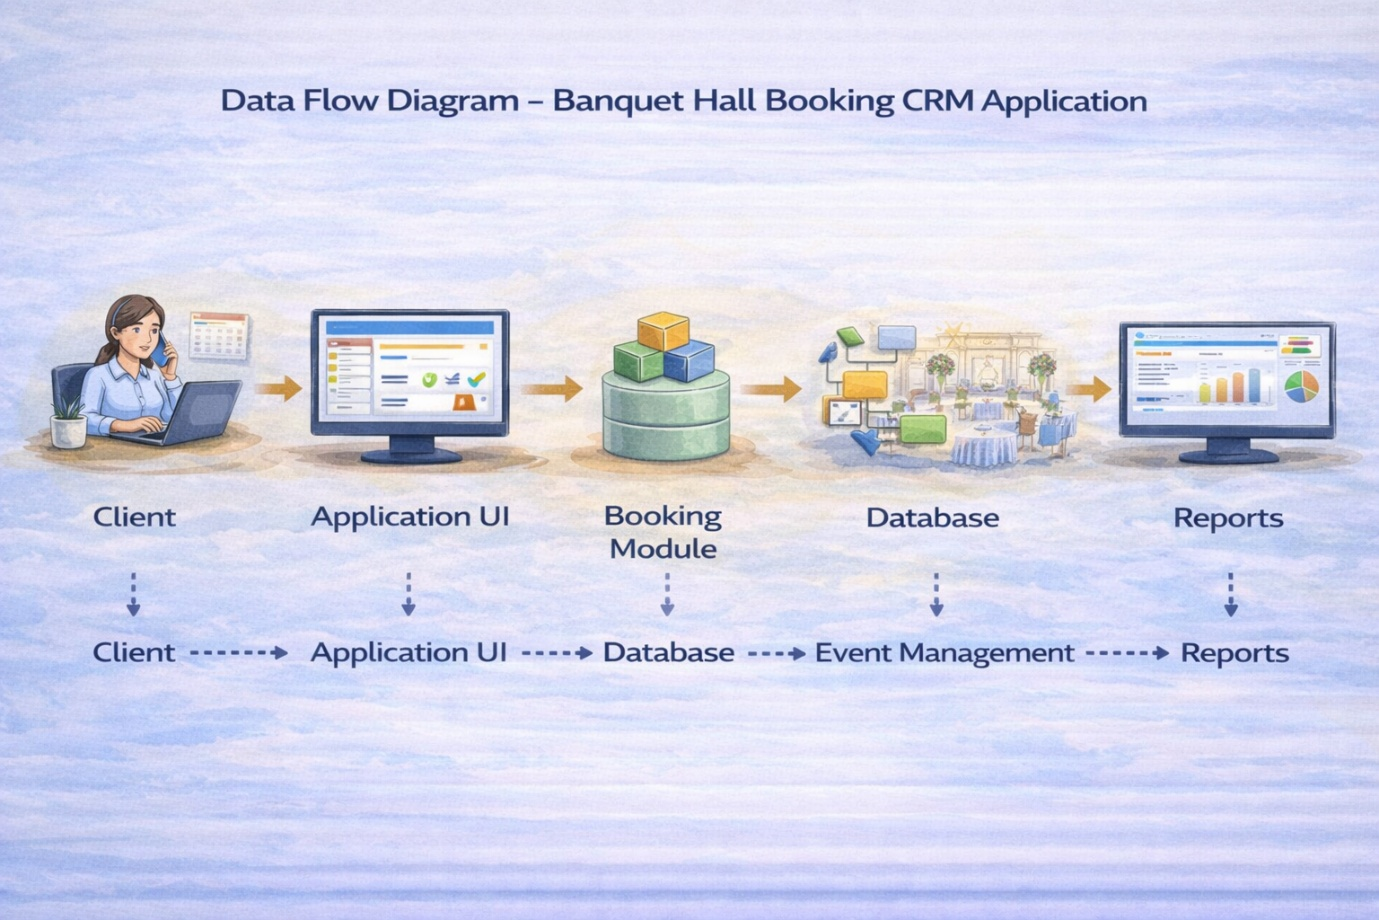 Data Flow Diagram – Banquet Hall Booking CRM Application
Client
Application UI
Booking
Module
Database
Reports
Client
Application UI
Database
Event Management
Reports